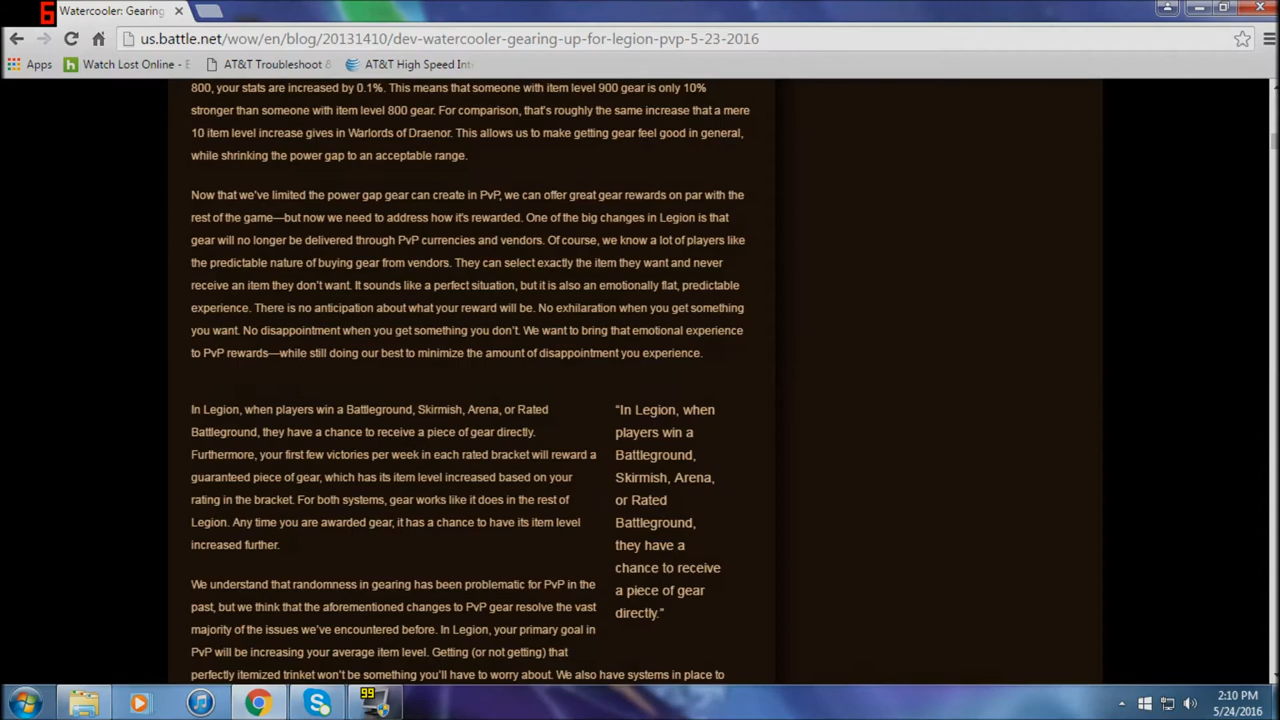 6
Watercooler: Gearing
us.battle.net/wow/en/blog/20131410/dev-watercooler-gearing-up-for-legion-pvp-5-23-2016
Apps
Watch Lost Online - E
AT&T Troubleshoot &
AT&T High Speed Inte
800, your stats are increased by 0.1%. This means that someone with item level 900 gear is only 10%
stronger than someone with item level 800 gear. For comparison, that's roughly the same increase that a mere
10 item level increase gives in Warlords of Draenor. This allows us to make getting gear feel good in general,
while shrinking the power gap to an acceptable range.
Now that we've limited the power gap gear can create in PvP, we can offer great gear rewards on par with the
rest of the game—but now we need to address how it's rewarded. One of the big changes in Legion is that
gear will no longer be delivered through PvP currencies and vendors. Of course, we know a lot of players like
the predictable nature of buying gear from vendors. They can select exactly the item they want and never
receive an item they don't want. It sounds like a perfect situation, but it is also an emotionally flat, predictable
experience. There is no anticipation about what your reward will be. No exhilaration when you get something
you want. No disappointment when you get something you don't. We want to bring that emotional experience
to PvP rewards—while still doing our best to minimize the amount of disappointment you experience.
In Legion, when players win a Battleground, Skirmish, Arena, or Rated
Battleground, they have a chance to receive a piece of gear directly.
Furthermore, your first few victories per week in each rated bracket will reward a
guaranteed piece of gear, which has its item level increased based on your
rating in the bracket. For both systems, gear works like it does in the rest of
Legion. Any time you are awarded gear, it has a chance to have its item level
increased further.
We understand that randomness in gearing has been problematic for PvP in the
past, but we think that the aforementioned changes to PvP gear resolve the vast
majority of the issues we've encountered before. In Legion, your primary goal in
PvP will be increasing your average item level. Getting (or not getting) that
perfectly itemized trinket won't be something you'll have to worry about. We also have systems in place to
"In Legion, when
players win a
Battleground,
Skirmish, Arena,
or Rated
Battleground,
they have a
chance to receive
a piece of gear
directly."
99
2:10 PM
5/24/2016